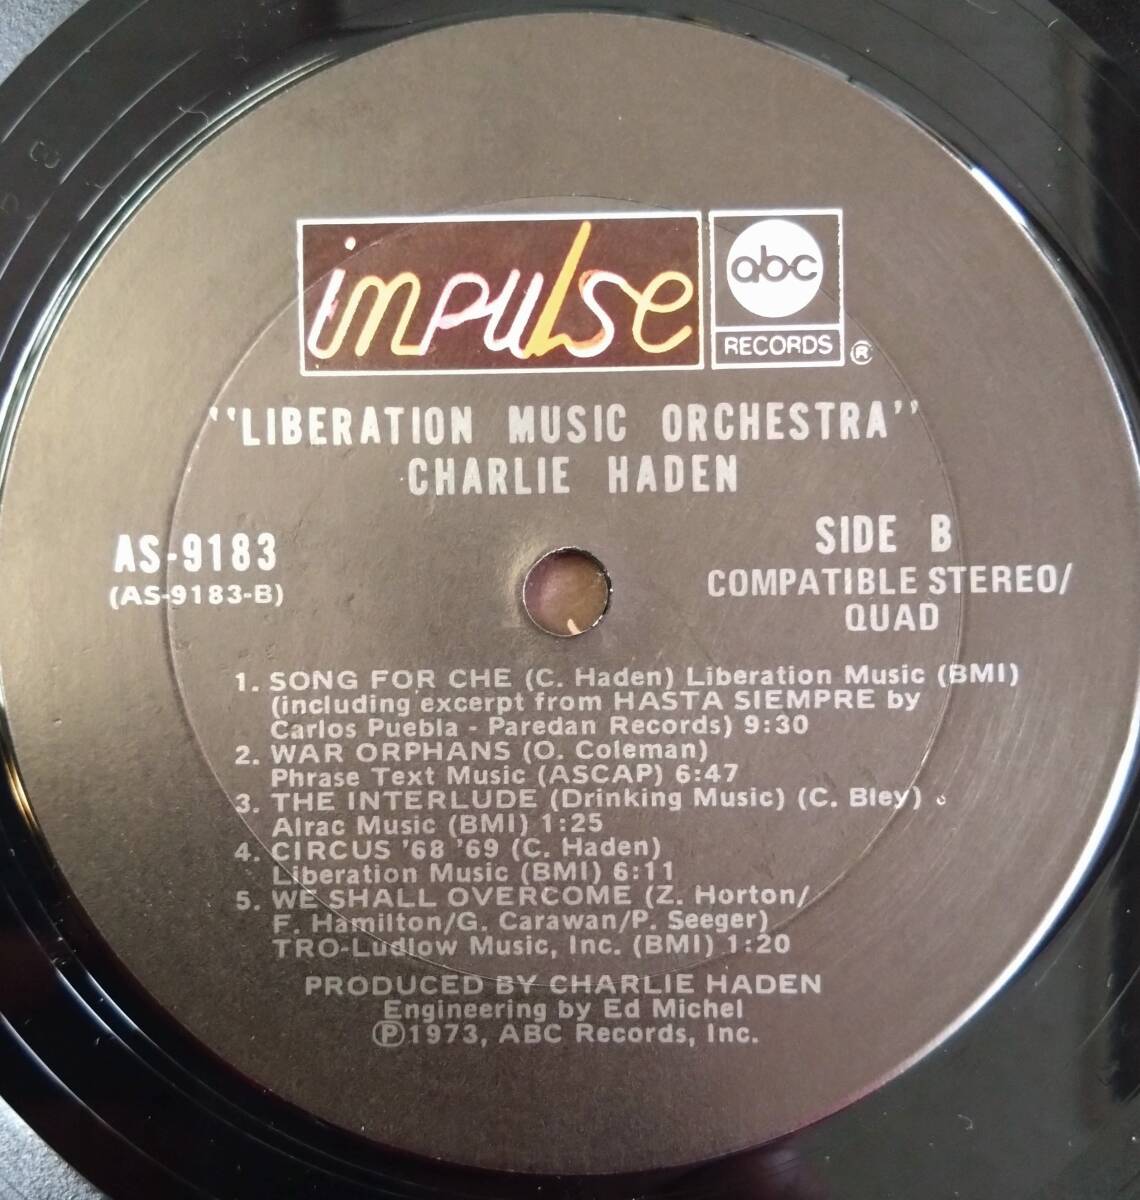 impulse
abc
RECORDS ®
"LIBERATION MUSIC ORCHESTRA"
CHARLIE HADEN
AS-9183
(AS-9183-B)
SIDE B
COMPATIBLE STEREO/
QUAD
1. SONG FOR CHE (C. Haden) Liberation Music (BMI)
(including excerpt from HASTA SIEMPRE by
Carlos Puebla - Paredan Records) 9:30
2. WAR ORPHANS (O. Coleman)
Phrase Text Music (ASCAP) 6:47
3. THE INTERLUDE (Drinking Music) (C. Bley)
Alrac Music (BMI) 1:25
4. CIRCUS '68 '69 (C. Haden)
Liberation Music (BMI) 6:11
5. WE SHALL OVERCOME (Z. Horton/
F. Hamilton/G. Carawan/P. Seeger)
TRO-Ludlow Music, Inc. (BMI) 1:20
PRODUCED BY CHARLIE HADEN
Engineering by Ed Michel
℗1973, ABC Records, Inc.